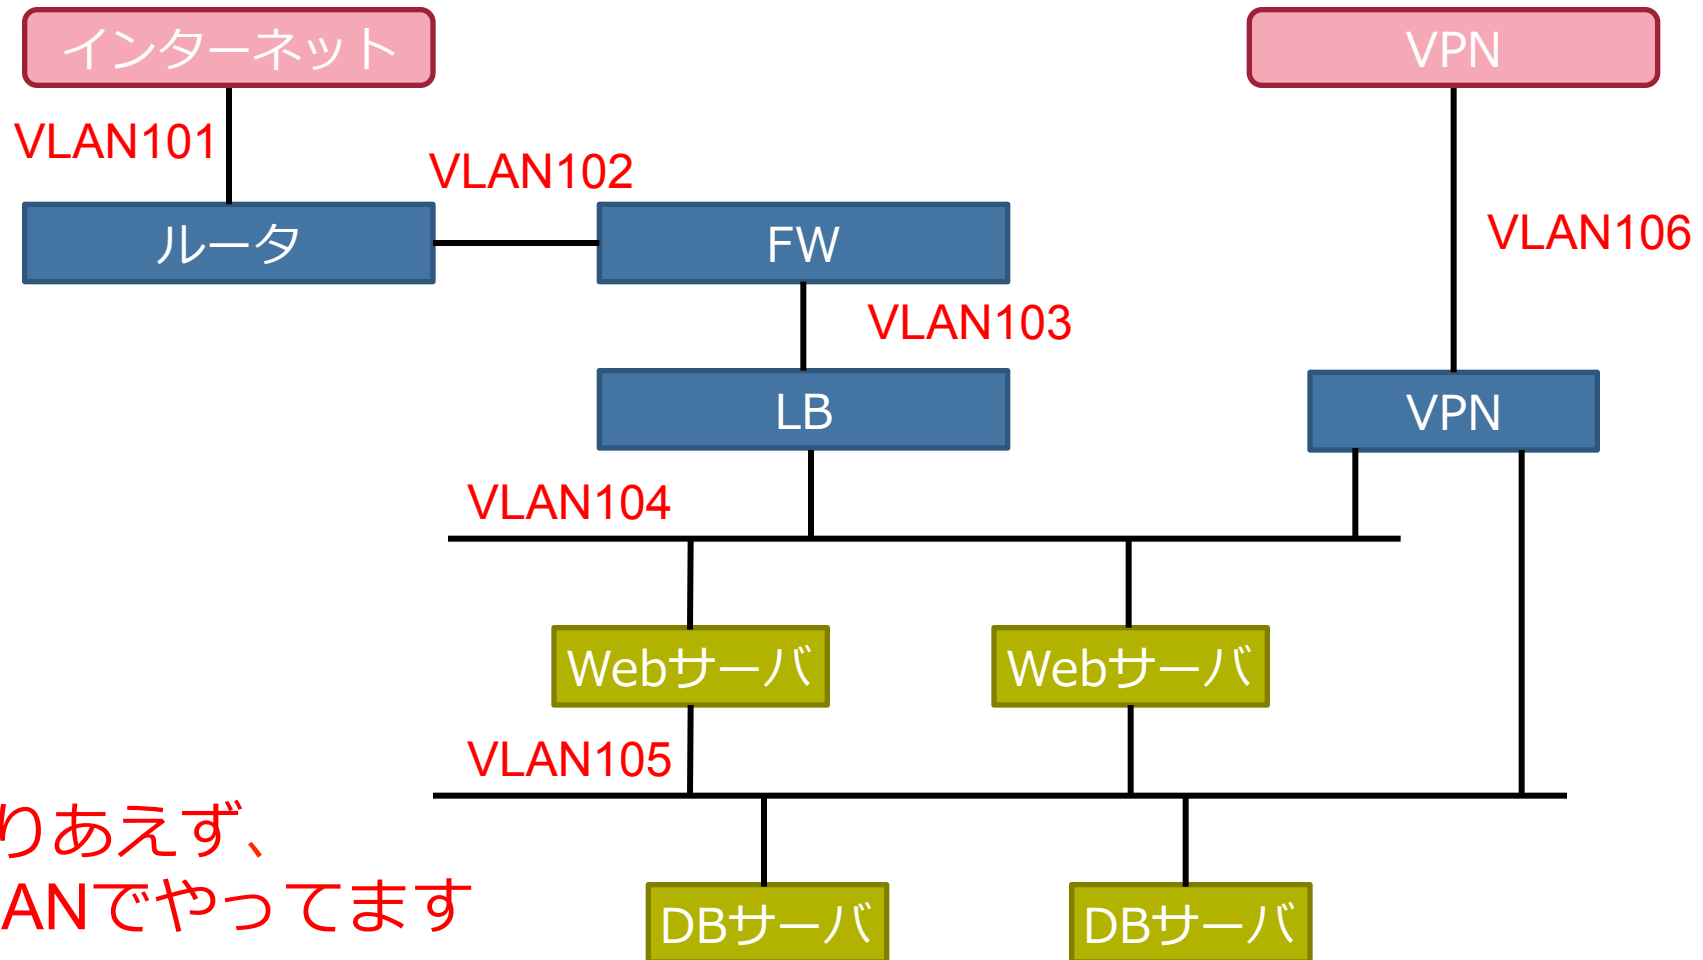 インターネット
VPN
VLAN101
VLAN102
ルータ
FW
VLAN106
VLAN103
LB
VPN
VLAN104
Webサーバ
Webサーバ
VLAN105
りあえず、
ANでやってます
DBサーバ
DBサーバ